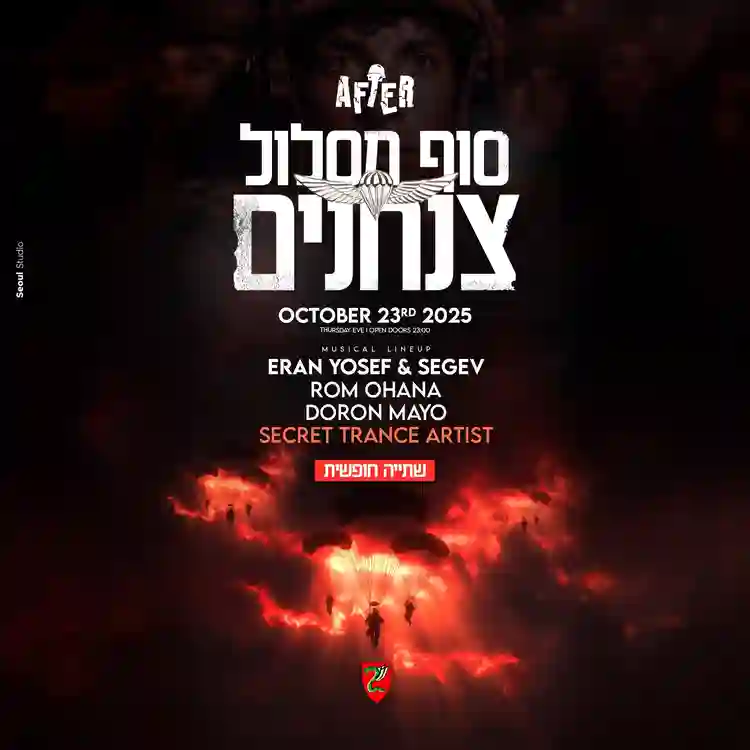 AFTER
סוף מסלול
צנחנים
OCTOBER 23RD 2025
THURSDAY EVE | OPEN DOORS 23:00
MUSICAL LINEUP
ERAN YOSEF & SEGEV
ROM OHANA
DORON MAYO
SECRET TRANCE ARTIST
שתייה חופשית
Seoul Studio